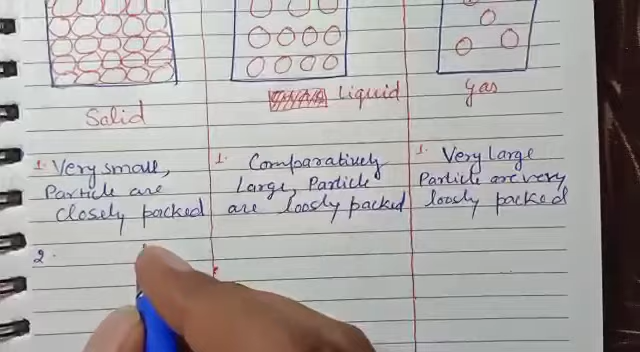 Solid
Liquid
Gas
1. Very small,
Particle are
closely packed
1. Comparatively
large, Particle
are loosly packed
1. Very large
Particle are very
loosly packed
2.